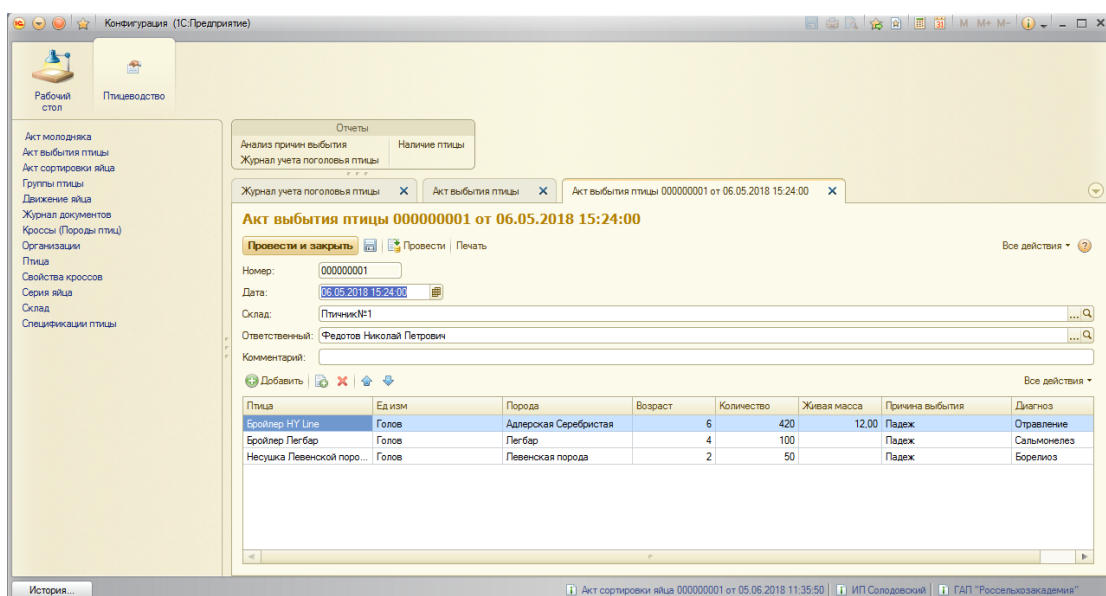 Конфигурация (1С:Предприятие)
M M+ M-
Рабочий стол
Птицеводство
Акт молодняка
Акт выбытия птицы
Акт сортировки яйца
Группы птицы
Движение яйца
Журнал документов
Кроссы (Породы птиц)
Организации
Птица
Свойства кроссов
Серия яйца
Склад
Спецификации птицы
Отчеты
Анализ причин выбытия Наличие птицы
Журнал учета поголовья птицы
Журнал учета поголовья птицы Акт выбытия птицы Акт выбытия птицы 000000001 от 06.05.2018 15:24:00
Акт выбытия птицы 000000001 от 06.05.2018 15:24:00
Провести и закрыть Провести Печать Все действия
Номер: 000000001
Дата: 06.05.2018 15:24:00
Склад: Птичник№1
Ответственный: Федотов Николай Петрович
Комментарий:
Добавить Все действия
Птица Ед изм Порода Возраст Количество Живая масса Причина выбытия Диагноз
Бройлер HY Line Голов Адлерская Серебристая 6 420 12,00 Падеж Отравление
Бройлер Легбар Голов Легбар 4 100 Падеж Сальмонелез
Несушка Левенской поро... Голов Левенская порода 2 50 Падеж Борелиоз
История... Акт сортировки яйца 000000001 от 05.06.2018 11:35:50 ИП Солодовский ГАП "Россельхозакадемия"